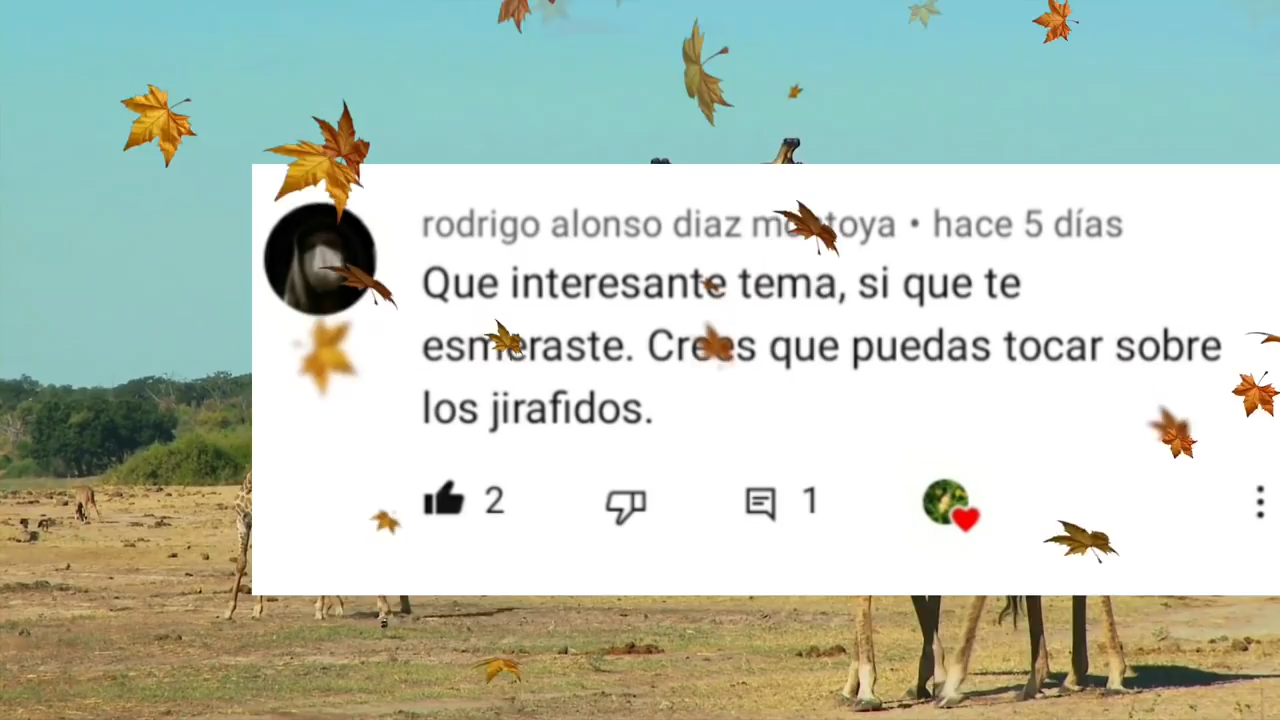 rodrigo alonso diaz montoya • hace 5 días
Que interesante tema, si que te
esmeraste. Crees que puedas tocar sobre
los jirafidos.
2
1